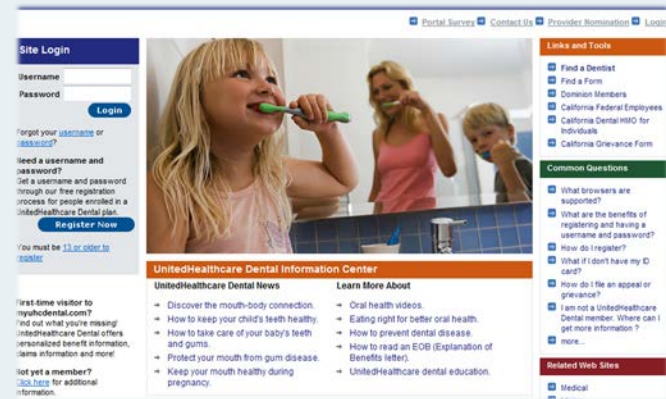 Portal Survey Contact Us Provider Nomination Login
Site Login
Username
Password
Login
Forgot your username or
password?
Need a username and
password?
Get a username and password
through our free registration
process for people enrolled in a
UnitedHealthcare Dental plan.
Register Now
You must be 13 or older to
register
First-time visitor to
myuhcdental.com?
Find out what you're missing!
UnitedHealthcare Dental offers
personalized benefit information,
claims information and more!
Not yet a member?
Click here for additional
information.
UnitedHealthcare Dental Information Center
UnitedHealthcare Dental News
Discover the mouth-body connection.
How to keep your child's teeth healthy.
How to take care of your baby's teeth
and gums.
Protect your mouth from gum disease.
Keep your mouth healthy during
pregnancy.
Learn More About
Oral health videos.
Eating right for better oral health.
How to prevent dental disease.
How to read an EOB (Explanation of
Benefits letter).
UnitedHealthcare dental education.
Links and Tools
Find a Dentist
Find a Form
Dominion Members
California Federal Employees
California Dental HMO for
Individuals
California Grievance Form
Common Questions
What browsers are
supported?
What are the benefits of
registering and having a
username and password?
How do I register?
What if I don't have my ID
card?
How do I file an appeal or
grievance?
I am not a UnitedHealthcare
Dental member. Where can I
get more information ?
more...
Related Web Sites
Medical